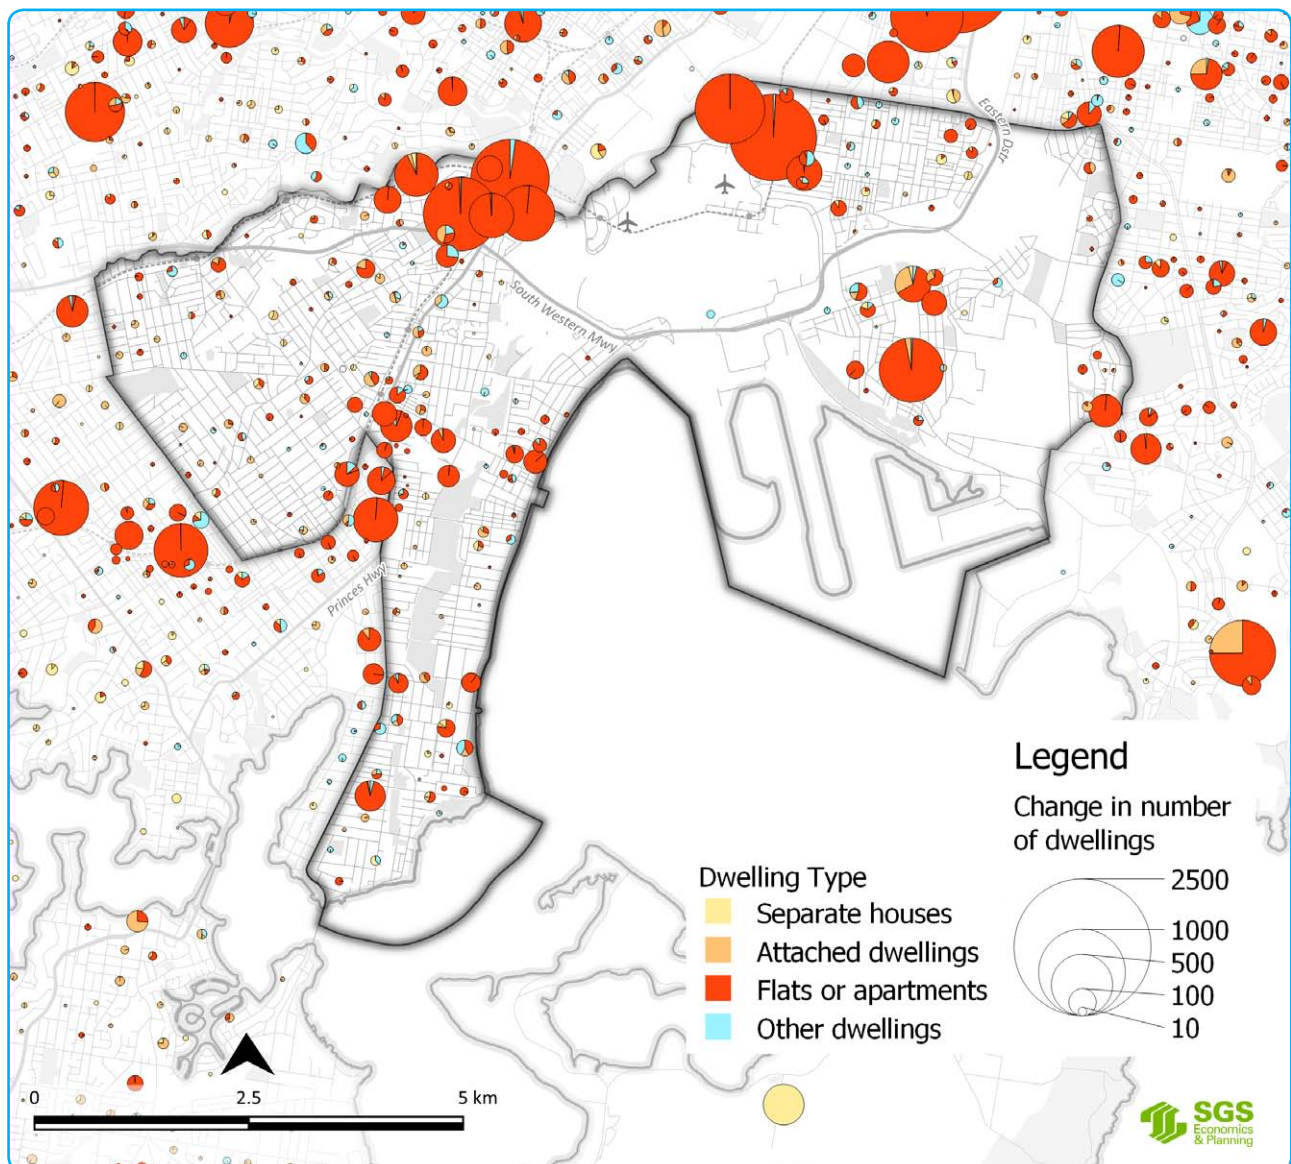 Eastern Dstr
South Western Mwy
Princes Hwy
Legend
Change in number
of dwellings
2500
1000
500
100
10
Dwelling Type
Separate houses
Attached dwellings
Flats or apartments
Other dwellings
0 2.5 5 km
SGS
Economics
& Planning